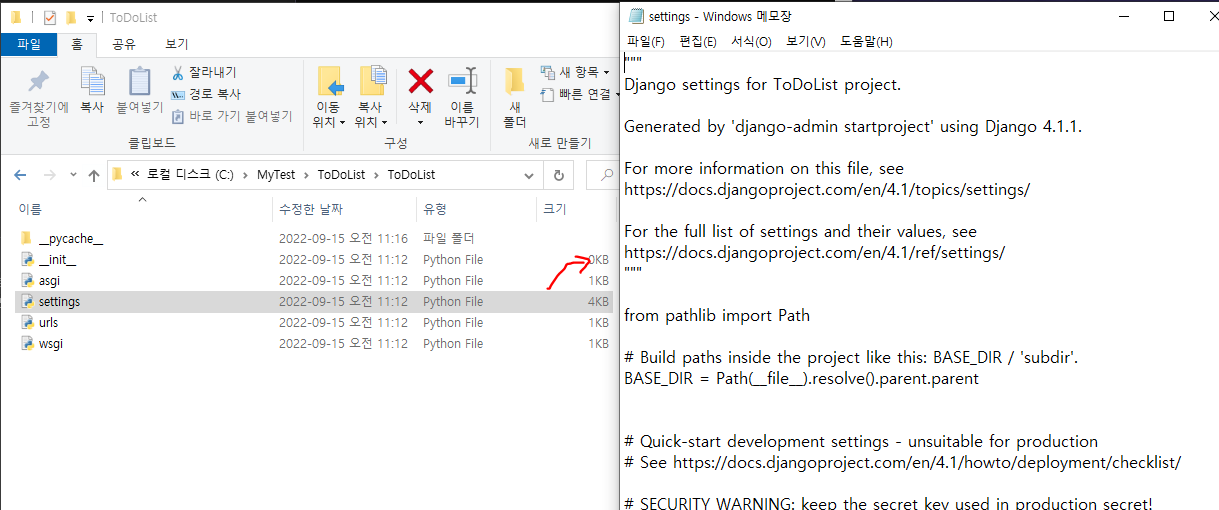 ToDoList
파일 홈 공유 보기
즐겨찾기에 고정
복사
붙여넣기
잘라내기
경로 복사
바로 가기 붙여넣기
클립보드
이동 위치
복사 위치
삭제
이름 바꾸기
구성
새 폴더
새 항목
빠른 연결
새로 만들기
« 로컬 디스크 (C:) > MyTest > ToDoList > ToDoList
이름 수정한 날짜 유형 크기
__pycache__ 2022-09-15 오전 11:16 파일 폴더
__init__ 2022-09-15 오전 11:12 Python File 0KB
asgi 2022-09-15 오전 11:12 Python File 1KB
settings 2022-09-15 오전 11:12 Python File 4KB
urls 2022-09-15 오전 11:12 Python File 1KB
wsgi 2022-09-15 오전 11:12 Python File 1KB
settings - Windows 메모장
파일(F) 편집(E) 서식(O) 보기(V) 도움말(H)
"""
Django settings for ToDoList project.
Generated by 'django-admin startproject' using Django 4.1.1.
For more information on this file, see
https://docs.djangoproject.com/en/4.1/topics/settings/
For the full list of settings and their values, see
https://docs.djangoproject.com/en/4.1/ref/settings/
"""
from pathlib import Path
# Build paths inside the project like this: BASE_DIR / 'subdir'.
BASE_DIR = Path(__file__).resolve().parent.parent
# Quick-start development settings - unsuitable for production
# See https://docs.djangoproject.com/en/4.1/howto/deployment/checklist/
# SECURITY WARNING: keep the secret key used in production secret!